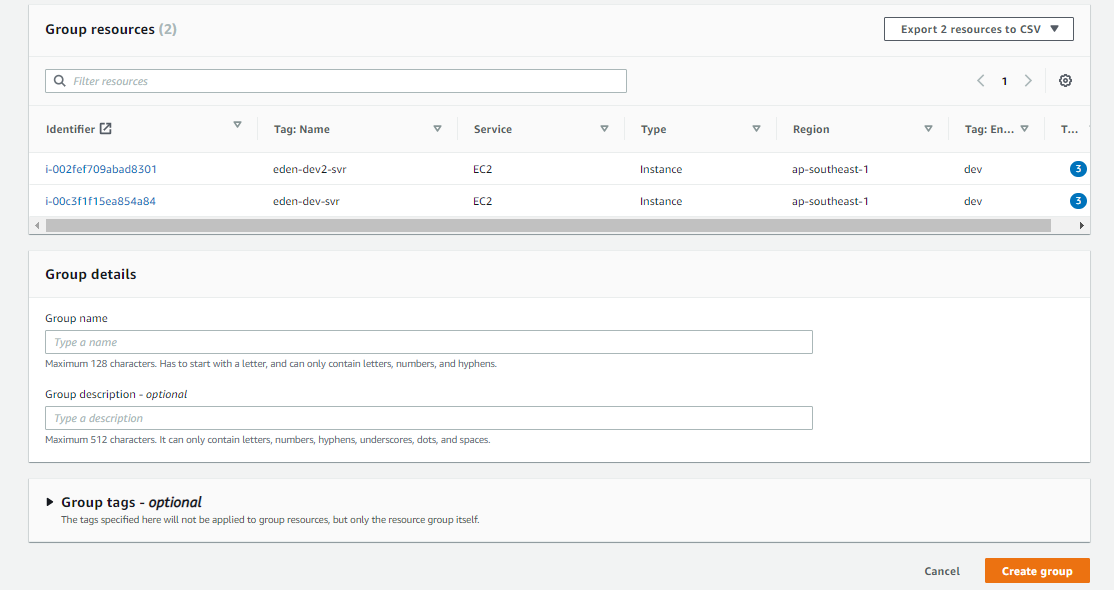 Group resources (2)
Export 2 resources to CSV
Filter resources
1
Identifier Tag: Name Service Type Region Tag: En... T...
i-002fef709abad8301 eden-dev2-svr EC2 Instance ap-southeast-1 dev 3
i-00c3f1f15ea854a84 eden-dev-svr EC2 Instance ap-southeast-1 dev 3
Group details
Group name
Type a name
Maximum 128 characters. Has to start with a letter, and can only contain letters, numbers, and hyphens.
Group description - optional
Type a description
Maximum 512 characters. It can only contain letters, numbers, hyphens, underscores, dots, and spaces.
Group tags - optional
The tags specified here will not be applied to group resources, but only the resource group itself.
Cancel Create group